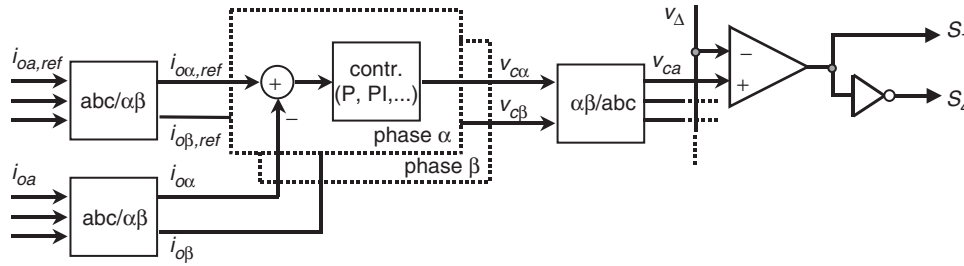 i_{oa,ref}
abc/αβ
i_{oα,ref}
i_{oβ,ref}
+
−
contr.
(P, PI,...)
phase α
phase β
v_{cα}
v_{cβ}
αβ/abc
v_{ca}
v_Δ
−
+
i_{oa}
abc/αβ
i_{oα}
i_{oβ}